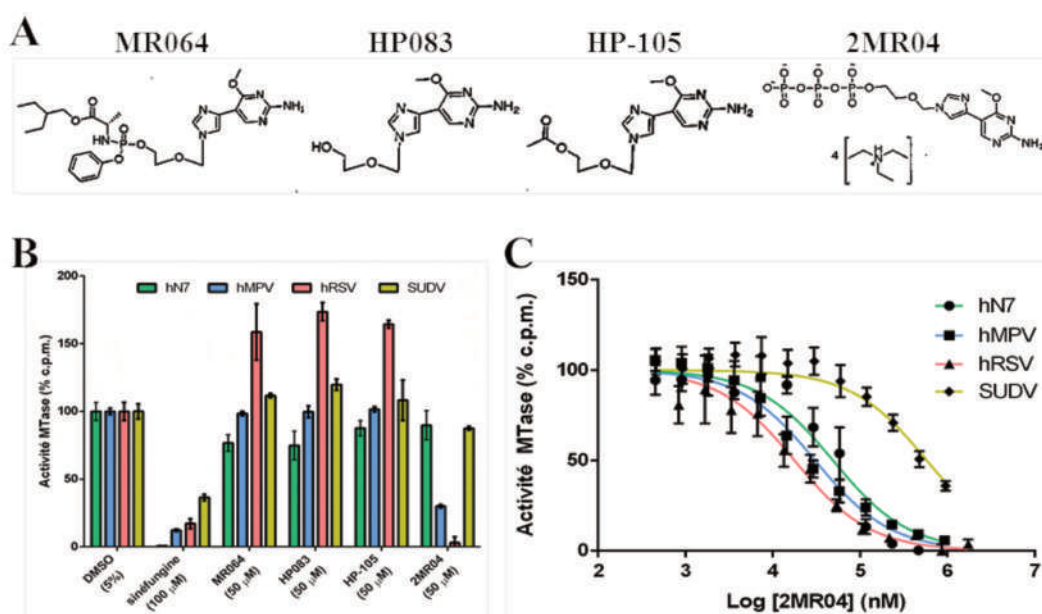 A
MR064 HP083 HP-105 2MR04
NH₂ NH₂ NH₂ NH₂
4
B
Activité MTase (% c.p.m.)
200
150
100
50
0
hN7 hMPV hRSV SUDV
DMSO (5%)
sinéfungine (100 µM)
MR064 (50 µM)
HP083 (50 µM)
HP-105 (50 µM)
2MR04 (50 µM)
C
Activité MTase (% c.p.m.)
150
100
50
0
2 3 4 5 6 7
Log [2MR04] (nM)
hN7
hMPV
hRSV
SUDV